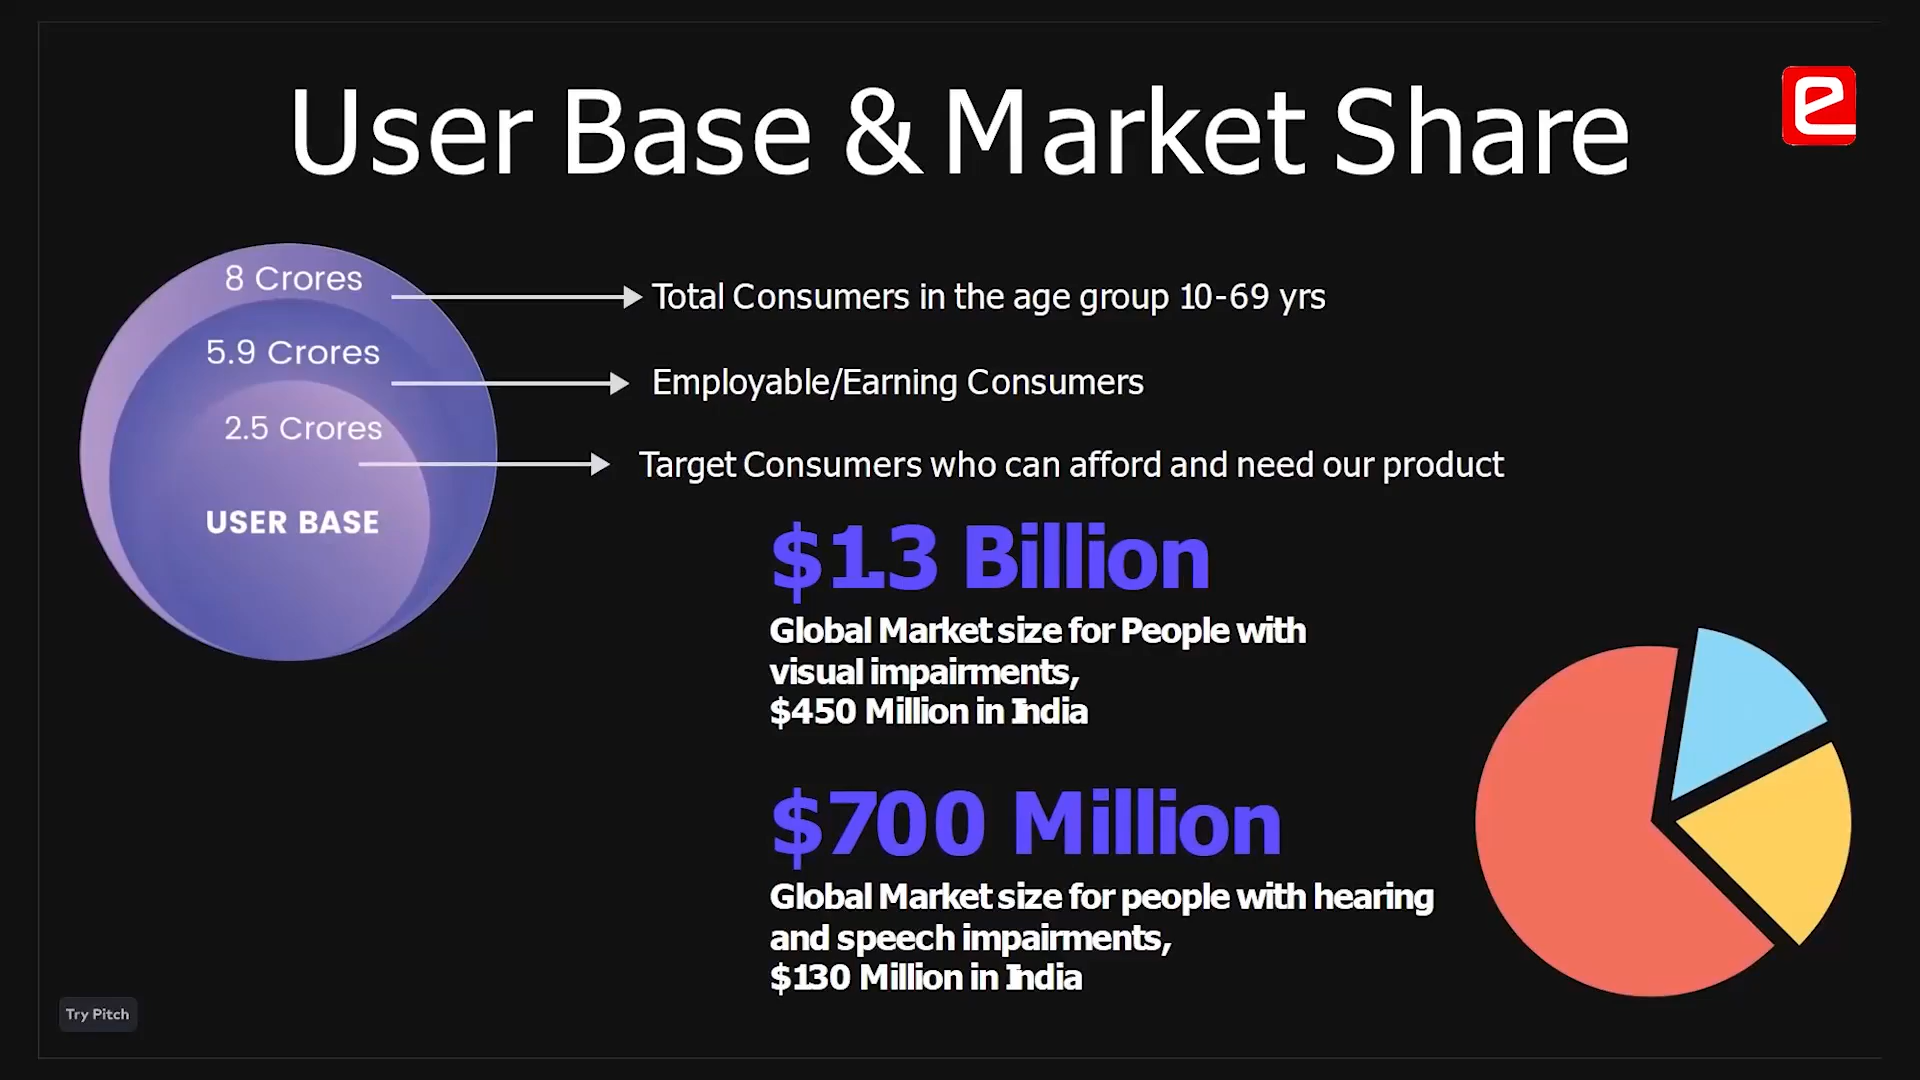 User Base & Market Share
8 Crores
Total Consumers in the age group 10-69 yrs
5.9 Crores
Employable/Earning Consumers
2.5 Crores
Target Consumers who can afford and need our product
USER BASE
$1.3 Billion
Global Market size for People with
visual impairments,
$450 Million in India
$700 Million
Global Market size for people with hearing
and speech impairments,
$130 Million in India
Try Pitch